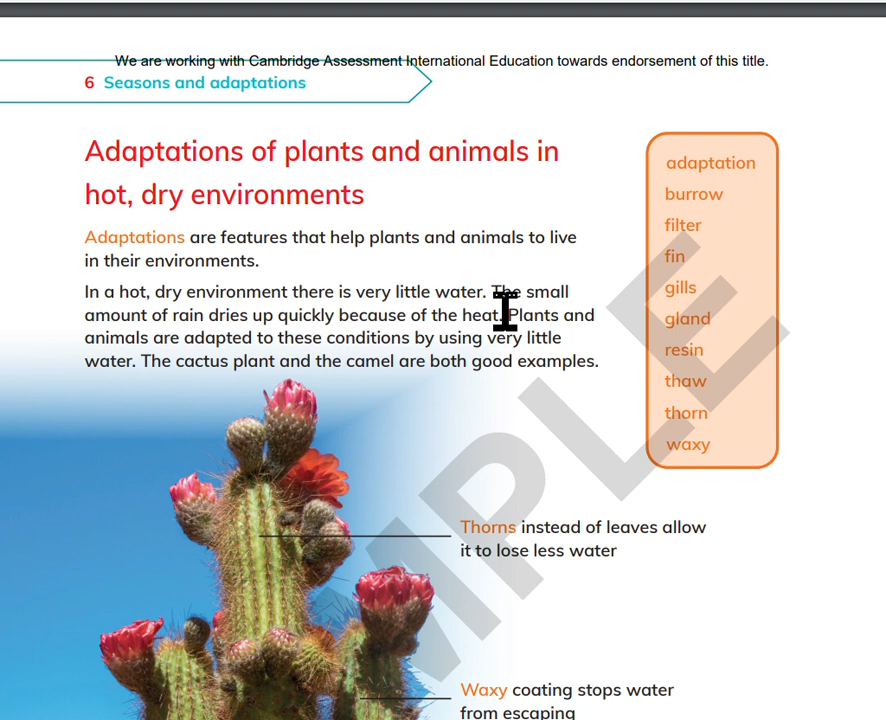 We are working with Cambridge Assessment International Education towards endorsement of this title.
6 Seasons and adaptations
Adaptations of plants and animals in
hot, dry environments
Adaptations are features that help plants and animals to live
in their environments.
In a hot, dry environment there is very little water. The small
amount of rain dries up quickly because of the heat. Plants and
animals are adapted to these conditions by using very little
water. The cactus plant and the camel are both good examples.
adaptation
burrow
filter
fin
gills
gland
resin
thaw
thorn
waxy
Thorns instead of leaves allow
it to lose less water
Waxy coating stops water
from escaping
MPLE